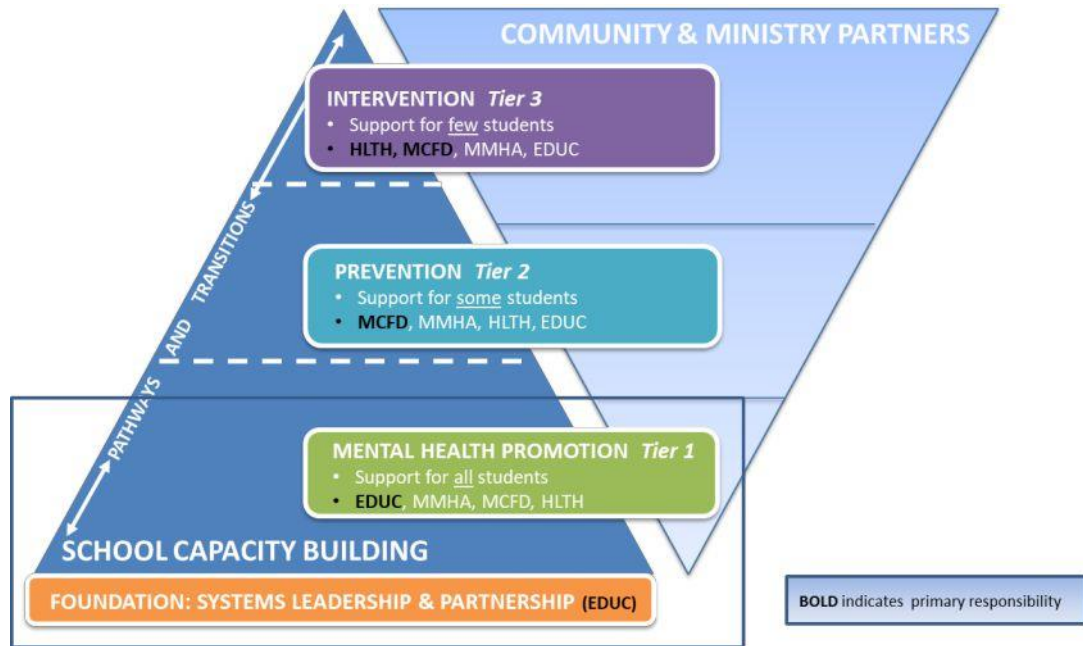 COMMUNITY & MINISTRY PARTNERS
INTERVENTION Tier 3
• Support for few students
• HLTH, MCFD, MMHA, EDUC
PATHWAYS AND TRANSITIONS
PREVENTION Tier 2
• Support for some students
• MCFD, MMHA, HLTH, EDUC
MENTAL HEALTH PROMOTION Tier 1
• Support for all students
• EDUC, MMHA, MCFD, HLTH
SCHOOL CAPACITY BUILDING
FOUNDATION: SYSTEMS LEADERSHIP & PARTNERSHIP (EDUC)
BOLD indicates primary responsibility